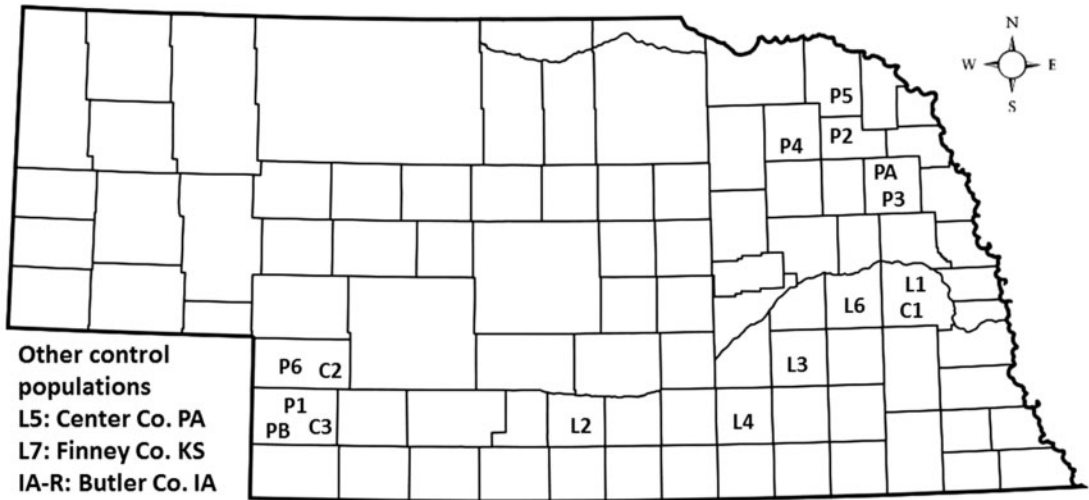 N
W E
S
P5
P2
P4
PA
P3
L1
L6 C1
P6 C2
L3
P1
PB C3
L2
L4
Other control
populations
L5: Center Co. PA
L7: Finney Co. KS
IA-R: Butler Co. IA